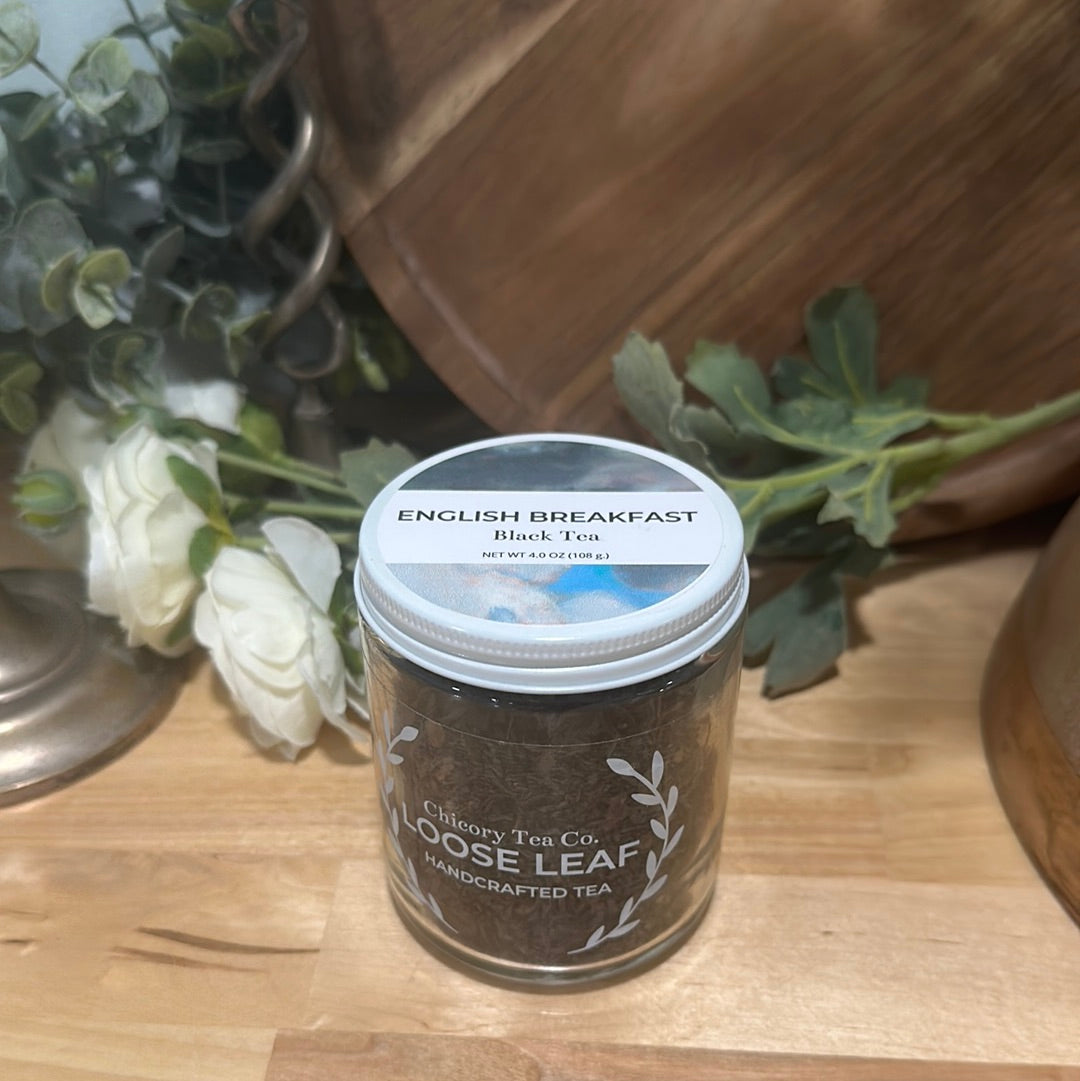 ENGLISH BREAKFAST
Black Tea
NET WT 4.0 OZ (108 g.)
Chicory Tea Co.
LOOSE LEAF
HANDCRAFTED TEA